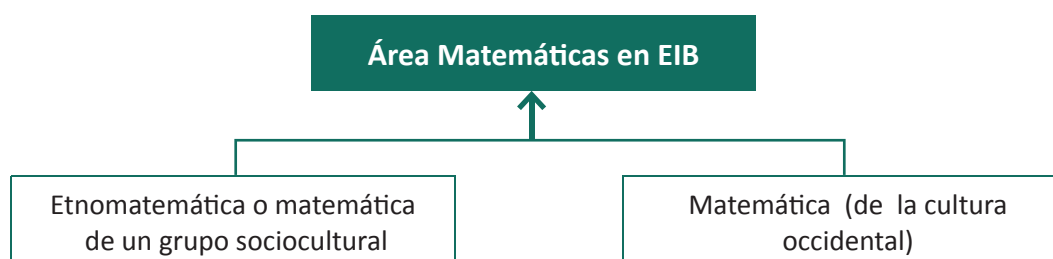 Área Matemáticas en EIB
Etnomatemática o matemática
de un grupo sociocultural
Matemática (de la cultura
occidental)